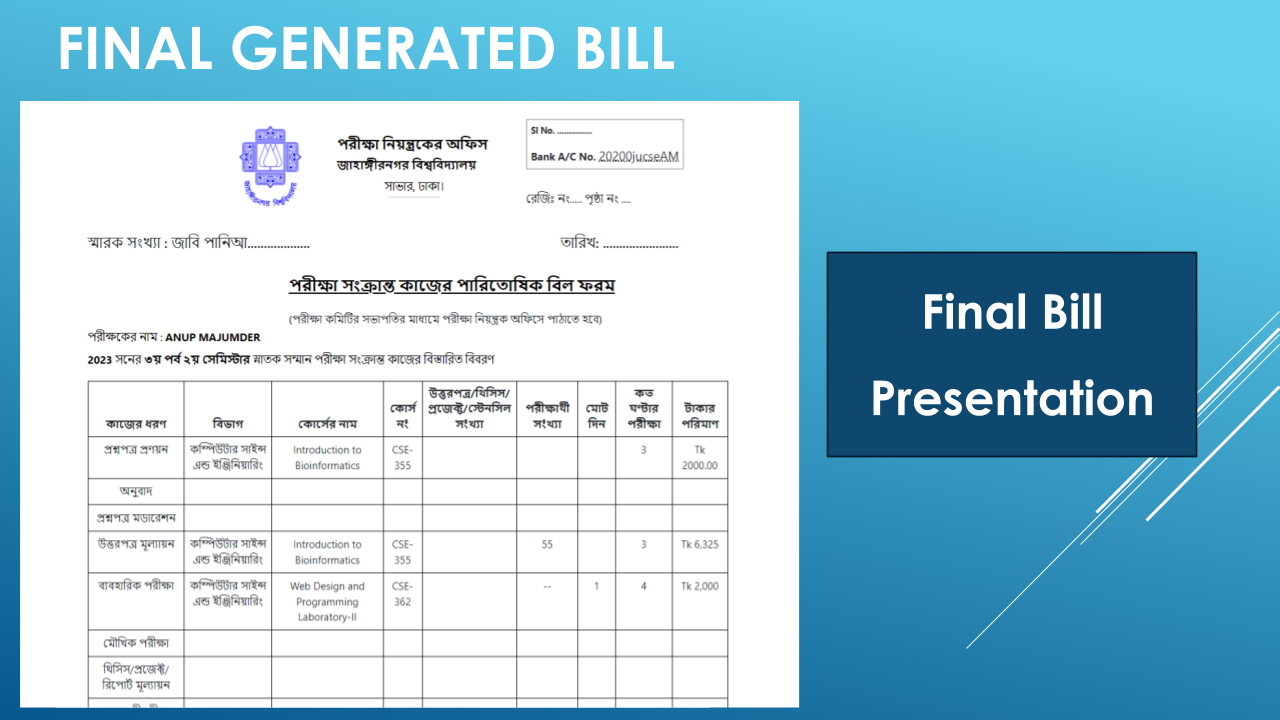 FINAL GENERATED BILL
পরীক্ষা নিয়ন্ত্রকের অফিস
জাহাঙ্গীরনগর বিশ্ববিদ্যালয়
সাভার, ঢাকা।
জাহাঙ্গীরনগর বিশ্ববিদ্যালয়
Sl No. ...............
Bank A/C No. 20200jucseAM
রেজিঃ নং..... পৃষ্ঠা নং ....
স্মারক সংখ্যা : জাবি পানিআ...................
তারিখ: .......................
পরীক্ষা সংক্রান্ত কাজের পারিতোষিক বিল ফরম
(পরীক্ষা কমিটির সভাপতির মাধ্যমে পরীক্ষা নিয়ন্ত্রক অফিসে পাঠাতে হবে)
পরীক্ষকের নাম : ANUP MAJUMDER
2023 সনের ৩য় পর্ব ২য় সেমিস্টার স্নাতক সম্মান পরীক্ষা সংক্রান্ত কাজের বিস্তারিত বিবরণ
কাজের ধরণ
বিভাগ
কোর্সের নাম
কোর্স
নং
উত্তরপত্র/থিসিস/
প্রজেক্ট/স্টেনসিল
সংখ্যা
পরীক্ষার্থী
সংখ্যা
মোট
দিন
কত
ঘণ্টার
পরীক্ষা
টাকার
পরিমাণ
প্রশ্নপত্র প্রণয়ন
কম্পিউটার সাইন্স
এন্ড ইঞ্জিনিয়ারিং
Introduction to
Bioinformatics
CSE-
355
3
Tk
2000.00
অনুবাদ
প্রশ্নপত্র মডারেশন
উত্তরপত্র মূল্যায়ন
কম্পিউটার সাইন্স
এন্ড ইঞ্জিনিয়ারিং
Introduction to
Bioinformatics
CSE-
355
55
3
Tk 6,325
ব্যবহারিক পরীক্ষা
কম্পিউটার সাইন্স
এন্ড ইঞ্জিনিয়ারিং
Web Design and
Programming
Laboratory-II
CSE-
362
--
1
4
Tk 2,000
মৌখিক পরীক্ষা
থিসিস/প্রজেক্ট/
রিপোর্ট মূল্যায়ন
Final Bill
Presentation